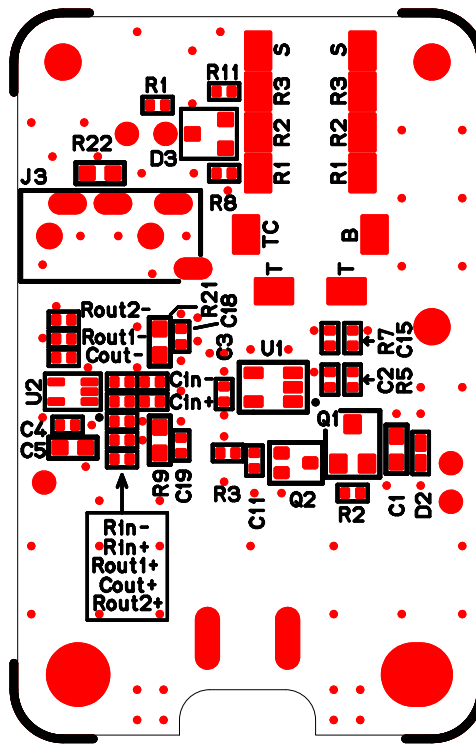 S S
R1 R11 R3 R3
R2 R2
D3
R22
J3 R1 R1
R8
TC B
T T
Rout2- R21
C18
Rout1- C3 U1 R7 C15
Cout-
U2 Cin- C2 R5
Cin+
C4 Q1
C5
R9 C19 R3 C11 Q2 R2 C1 D2
Rin-
Rin+
Rout1+
Cout+
Rout2+